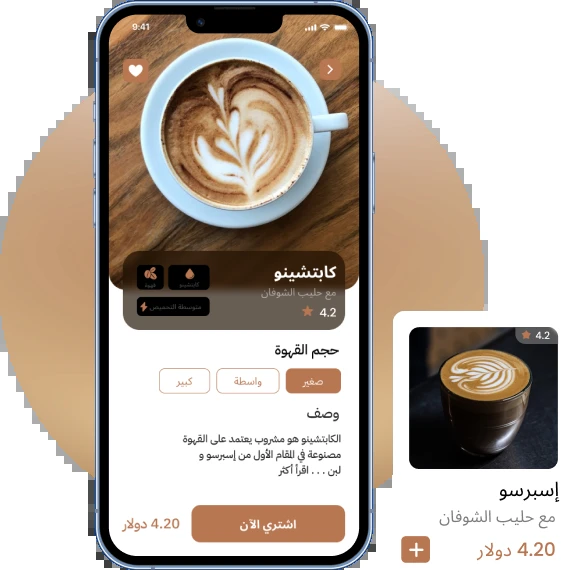 9:41
كابتشينو
مع حليب الشوفان
4.2
كابتشينو
قهوة
متوسطة التحميص
حجم القهوة
صغير
واسطة
كبير
وصف
الكابتشينو هو مشروب يعتمد على القهوة
مصنوعة في المقام الأول من إسبرسو و
لبن . . . اقرأ أكثر
اشتري الآن
4.20 دولار
4.2
إسبرسو
مع حليب الشوفان
4.20 دولار